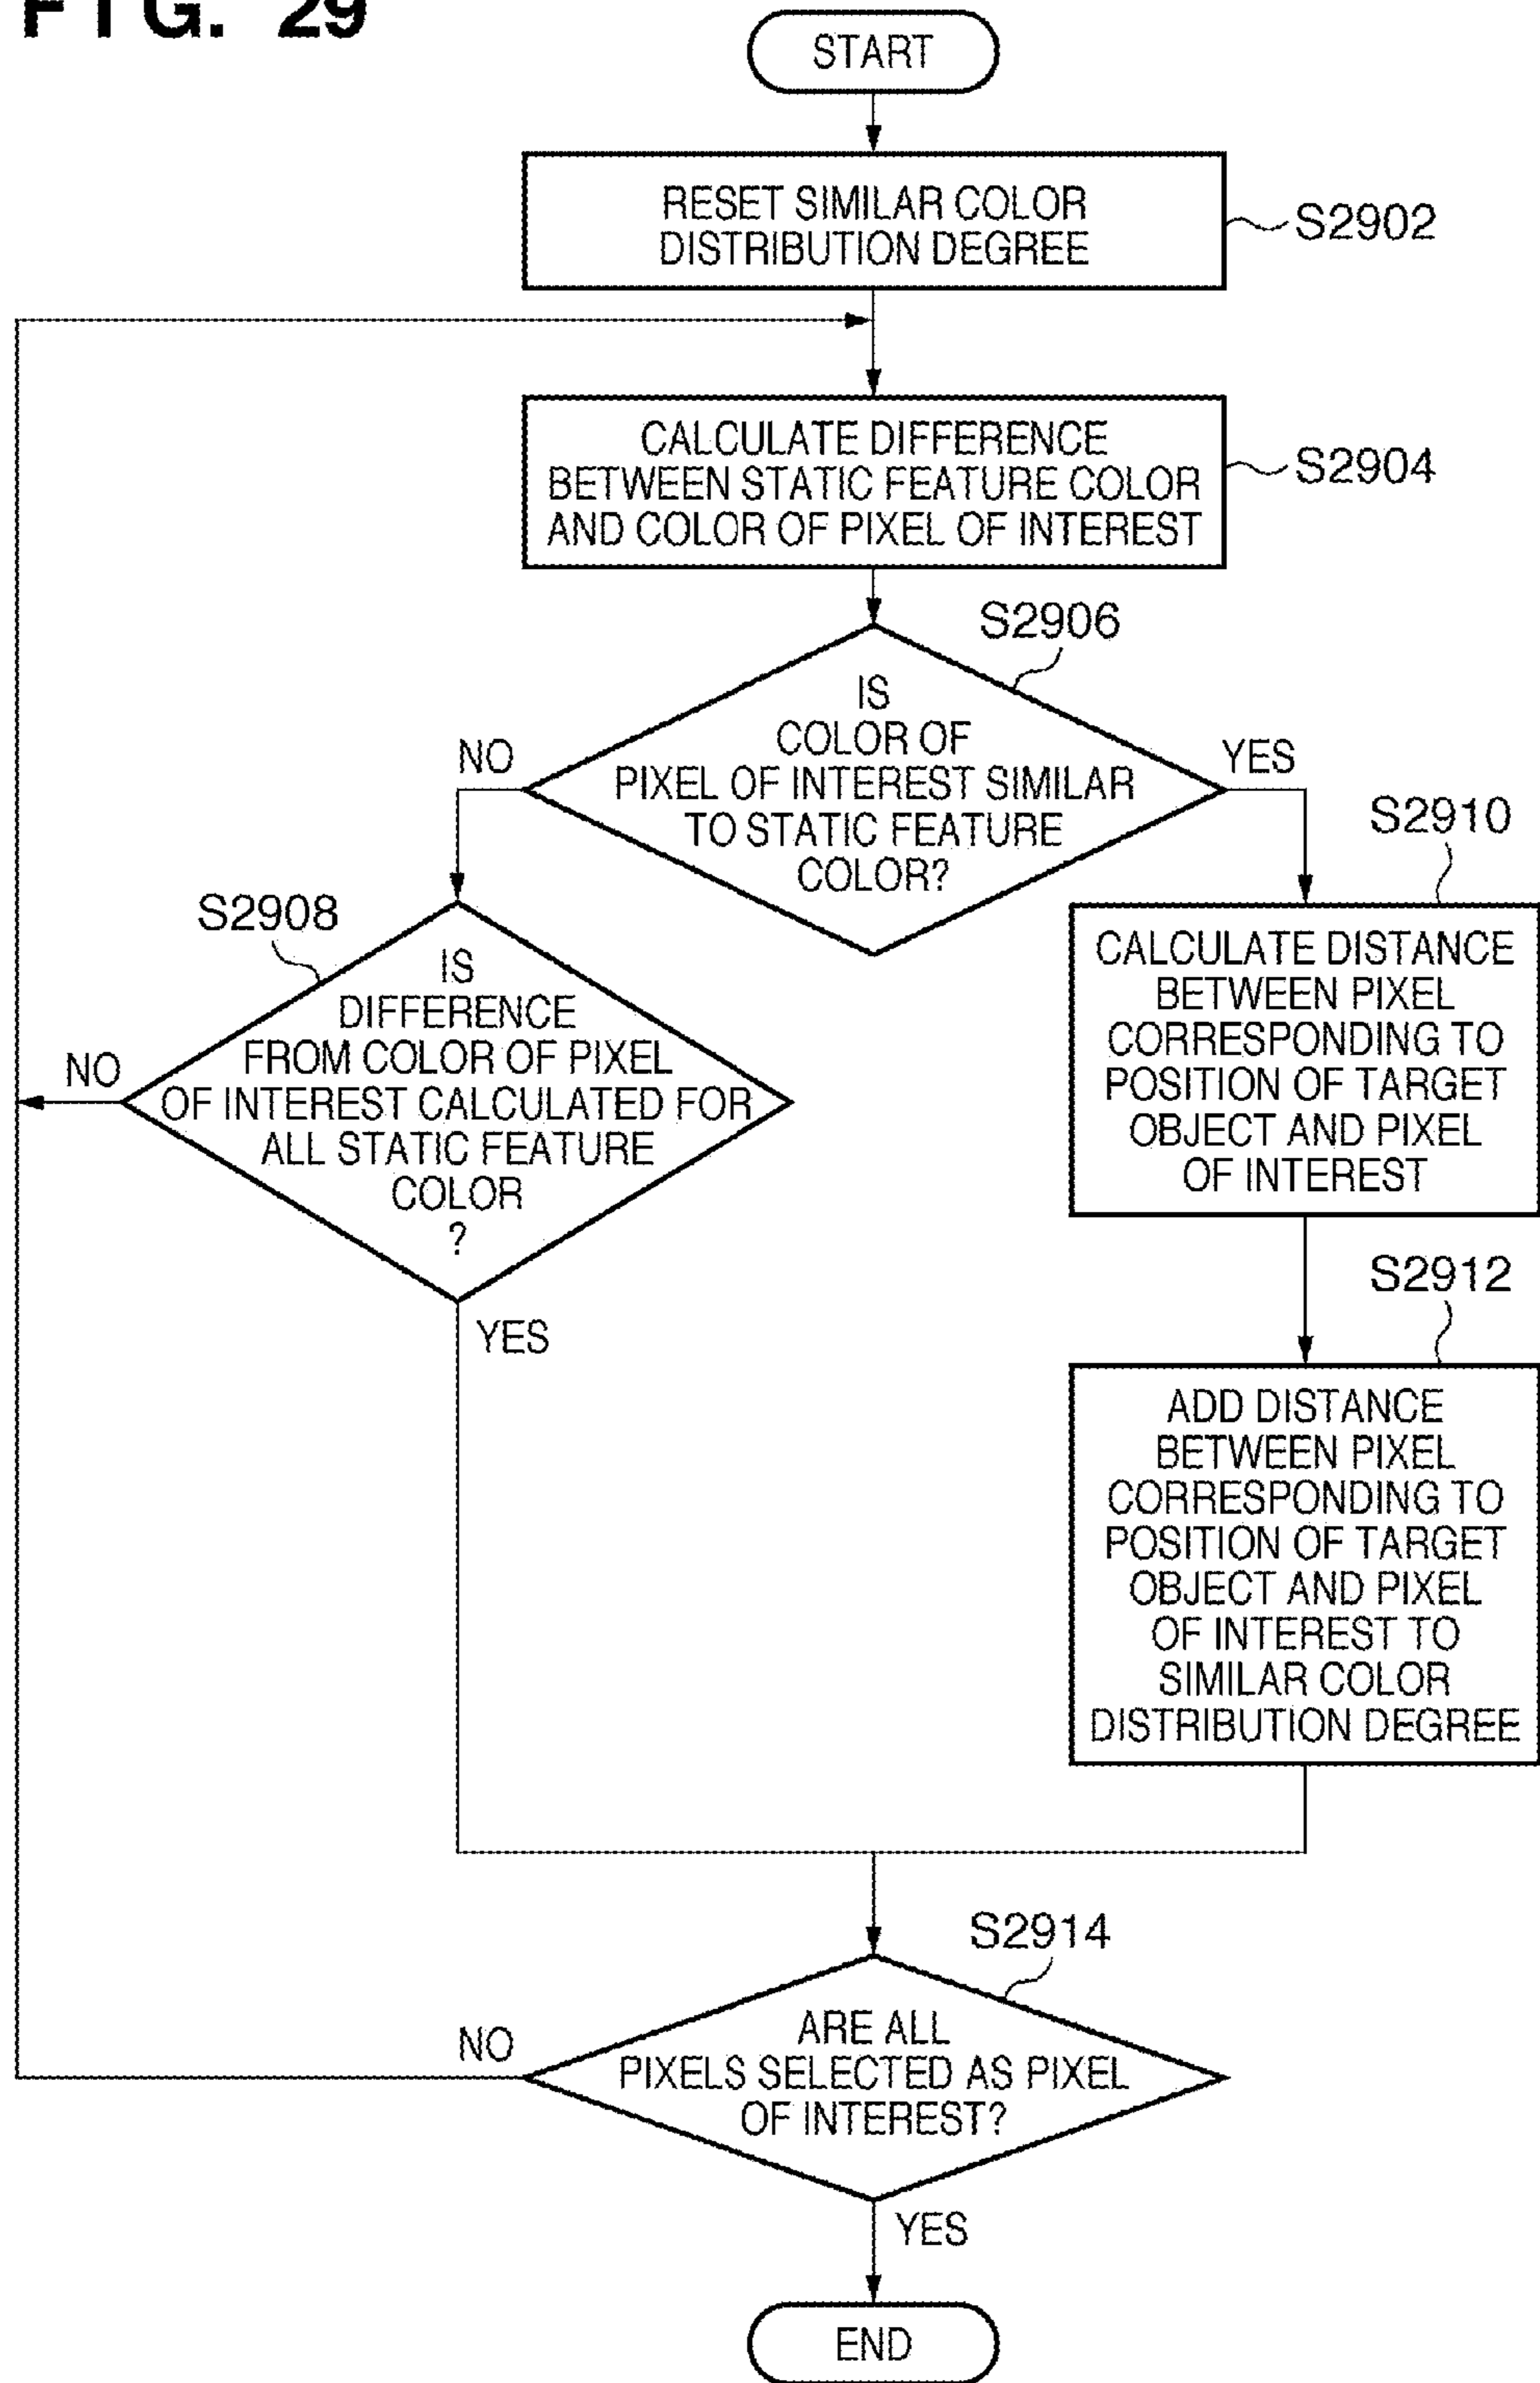 FIG. 29
START
RESET SIMILAR COLOR
DISTRIBUTION DEGREE
S2902
CALCULATE DIFFERENCE
BETWEEN STATIC FEATURE COLOR
AND COLOR OF PIXEL OF INTEREST
S2904
S2906
IS
COLOR OF
PIXEL OF INTEREST SIMILAR
TO STATIC FEATURE
COLOR?
NO
YES
S2908
IS
DIFFERENCE
FROM COLOR OF PIXEL
OF INTEREST CALCULATED FOR
ALL STATIC FEATURE
COLOR
?
NO
YES
S2910
CALCULATE DISTANCE
BETWEEN PIXEL
CORRESPONDING TO
POSITION OF TARGET
OBJECT AND PIXEL
OF INTEREST
S2912
ADD DISTANCE
BETWEEN PIXEL
CORRESPONDING TO
POSITION OF TARGET
OBJECT AND PIXEL
OF INTEREST TO
SIMILAR COLOR
DISTRIBUTION DEGREE
S2914
ARE ALL
PIXELS SELECTED AS PIXEL
OF INTEREST?
NO
YES
END